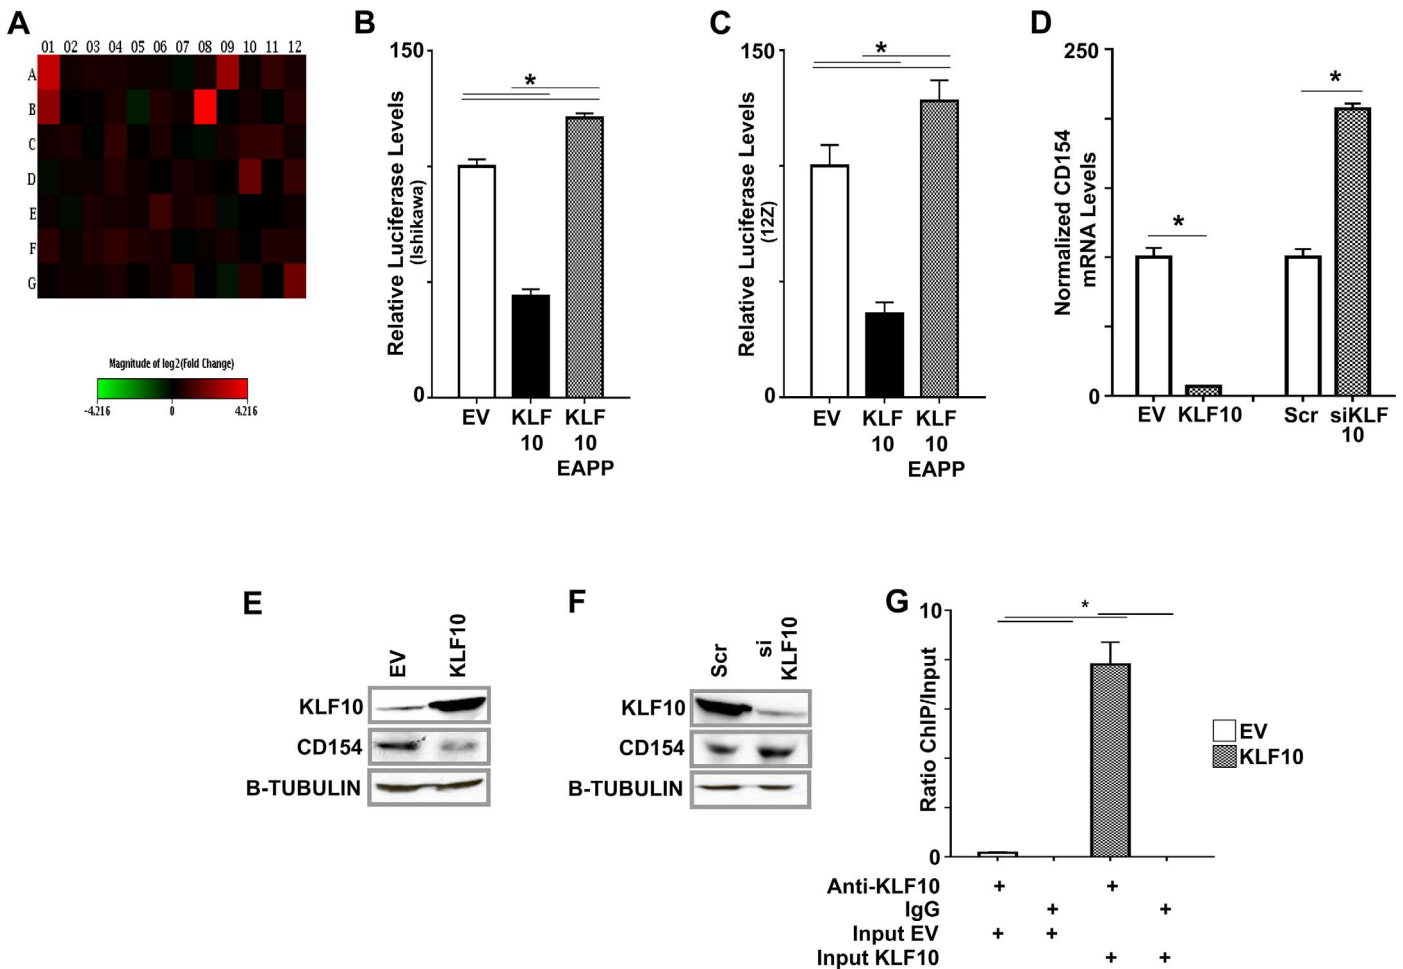 A
01 02 03 04 05 06 07 08 09 10 11 12
A
B
C
D
E
F
G
Magnitude of log2(Fold Change)
-4.216 0 4.216
B
150
0
Relative Luciferase Levels
(Ishikawa)
EV KLF KLF
10 10
EAPP
*
C
150
0
Relative Luciferase Levels
(12Z)
EV KLF KLF
10 10
EAPP
*
D
250
0
Normalized CD154
mRNA Levels
* *
EV KLF10 Scr siKLF
10
E
EV KLF10
KLF10
CD154
B-TUBULIN
F
Scr si
KLF10
KLF10
CD154
B-TUBULIN
G
10
0
Ratio ChIP/Input
*
EV
KLF10
Anti-KLF10 + +
IgG + +
Input EV + +
Input KLF10 + +